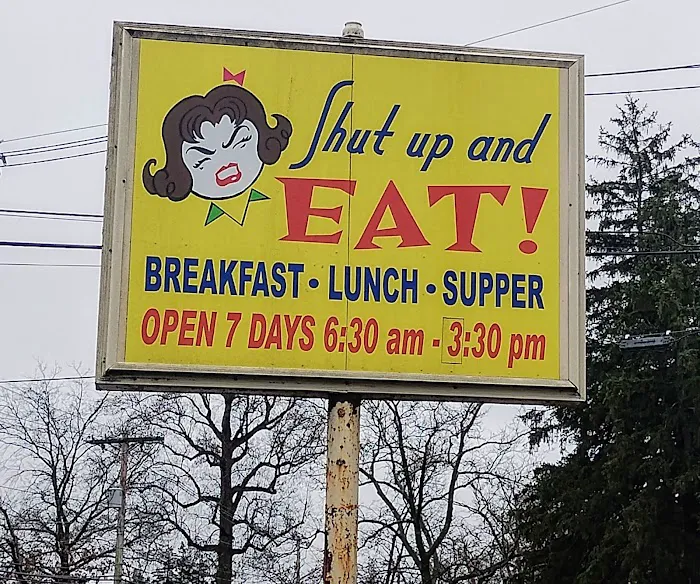 Shut up and
EAT!
BREAKFAST • LUNCH • SUPPER
OPEN 7 DAYS 6:30 am - 3:30 pm